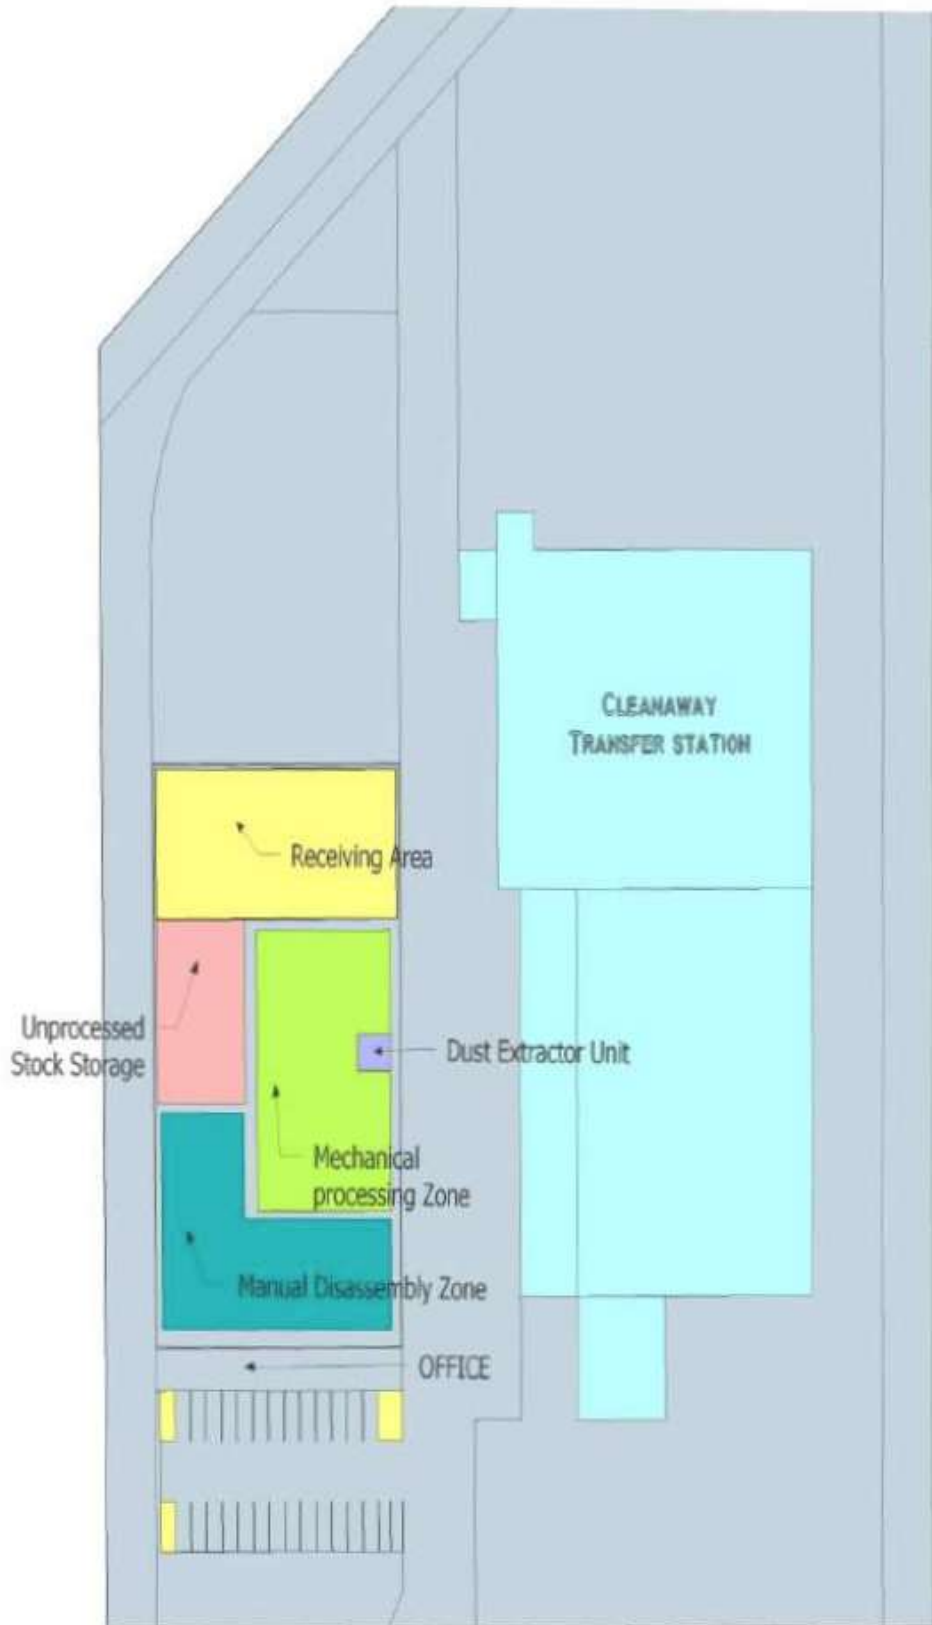 CLEANAWAY
TRANSFER STATION
Receiving Area
Unprocessed
Stock Storage
Dust Extractor Unit
Mechanical
processing Zone
Manual Disassembly Zone
OFFICE